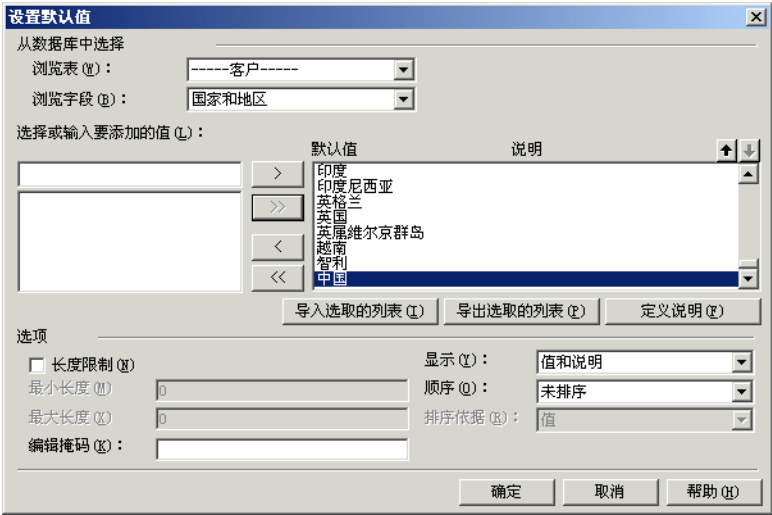 设置默认值
从数据库中选择
浏览表(W)： -----客户-----
浏览字段(B)： 国家和地区
选择或输入要添加的值(L)：
默认值 说明
印度
印度尼西亚
英格兰
英国
英属维尔京群岛
越南
智利
中国
>
>>
<
<<
导入选取的列表(I) 导出选取的列表(P) 定义说明(F)
选项
长度限制(N) 显示(Y)： 值和说明
最小长度(M) 0 顺序(O)： 未排序
最大长度(X) 0 排序依据(R)： 值
编辑掩码(K)：
确定 取消 帮助(H)